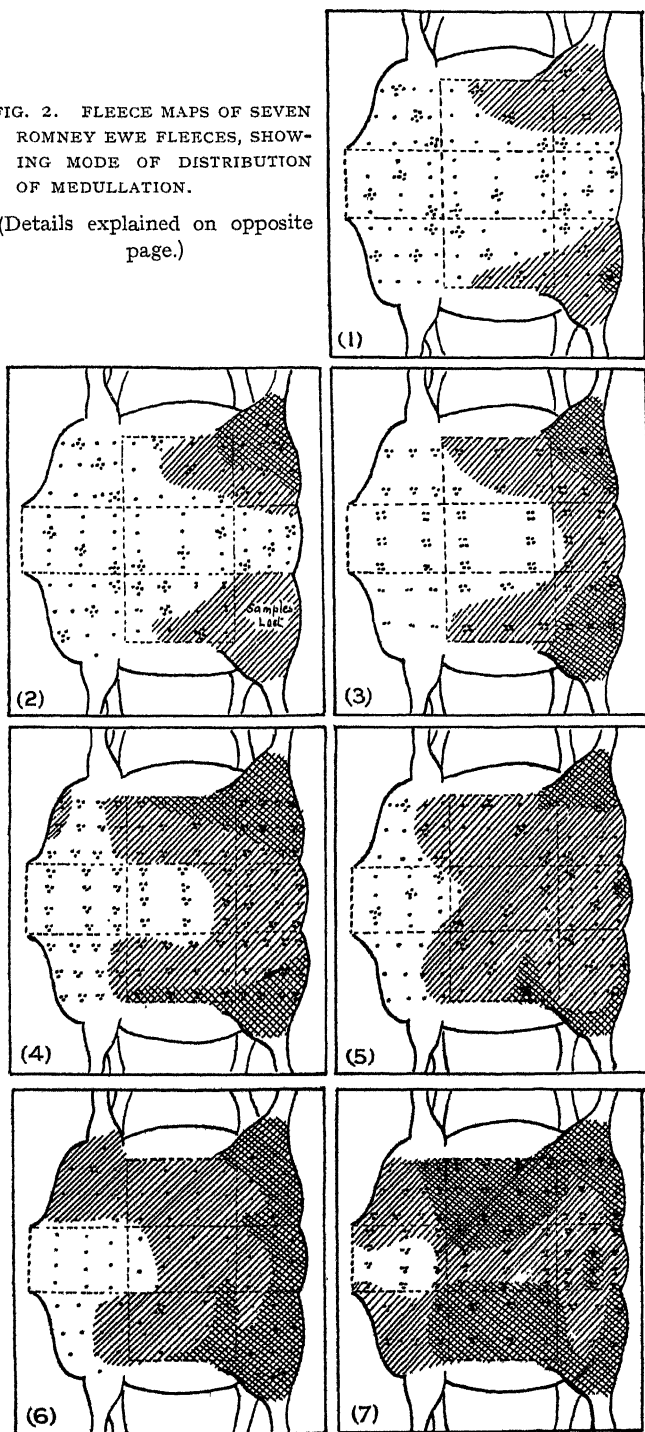 FIG. 2. FLEECE MAPS OF SEVEN
ROMNEY EWE FLEECES, SHOW-
ING MODE OF DISTRIBUTION
OF MEDULLATION.
(Details explained on opposite
page.)
(1)
(2)
Samples
Lost
(3)
(4)
(5)
(6)
(7)